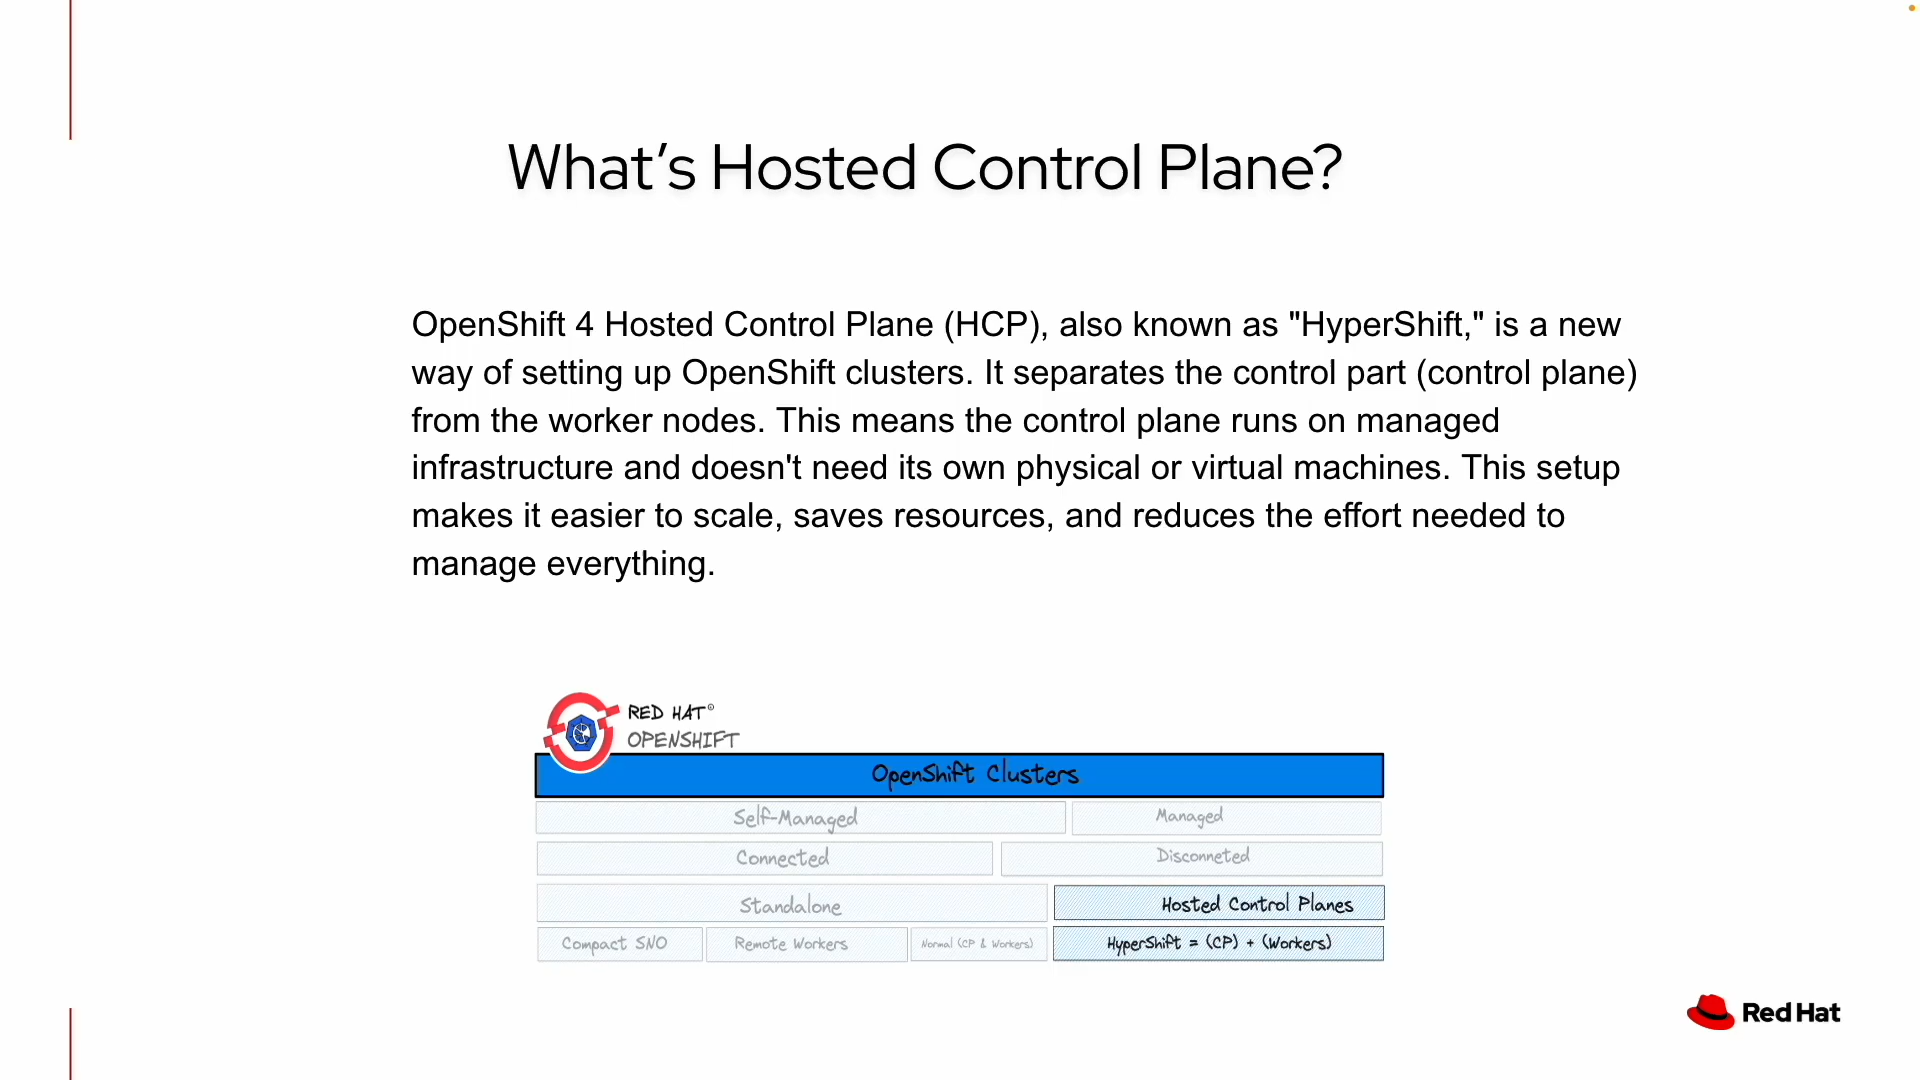 What's Hosted Control Plane?
OpenShift 4 Hosted Control Plane (HCP), also known as "HyperShift," is a new
way of setting up OpenShift clusters. It separates the control part (control plane)
from the worker nodes. This means the control plane runs on managed
infrastructure and doesn't need its own physical or virtual machines. This setup
makes it easier to scale, saves resources, and reduces the effort needed to
manage everything.
RED HAT®
OPENSHIFT
OpenShift Clusters
Self-Managed
Managed
Connected
Disconneted
Standalone
Hosted Control Planes
Compact SNO
Remote Workers
Normal (CP & Workers)
HyperShift = (CP) + (Workers)
Red Hat